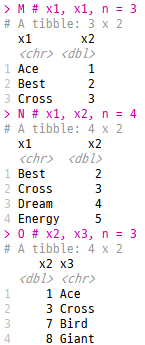 > M # x1, x1, n = 3
# A tibble: 3 x 2
x1 x2
<chr> <dbl>
1 Ace 1
2 Best 2
3 Cross 3
> N # x1, x2, n = 4
# A tibble: 4 x 2
x1 x2
<chr> <dbl>
1 Best 2
2 Cross 3
3 Dream 4
4 Energy 5
> O # x2, x3, n = 3
# A tibble: 4 x 2
x2 x3
<dbl> <chr>
1 1 Ace
2 3 Cross
3 7 Bird
4 8 Giant